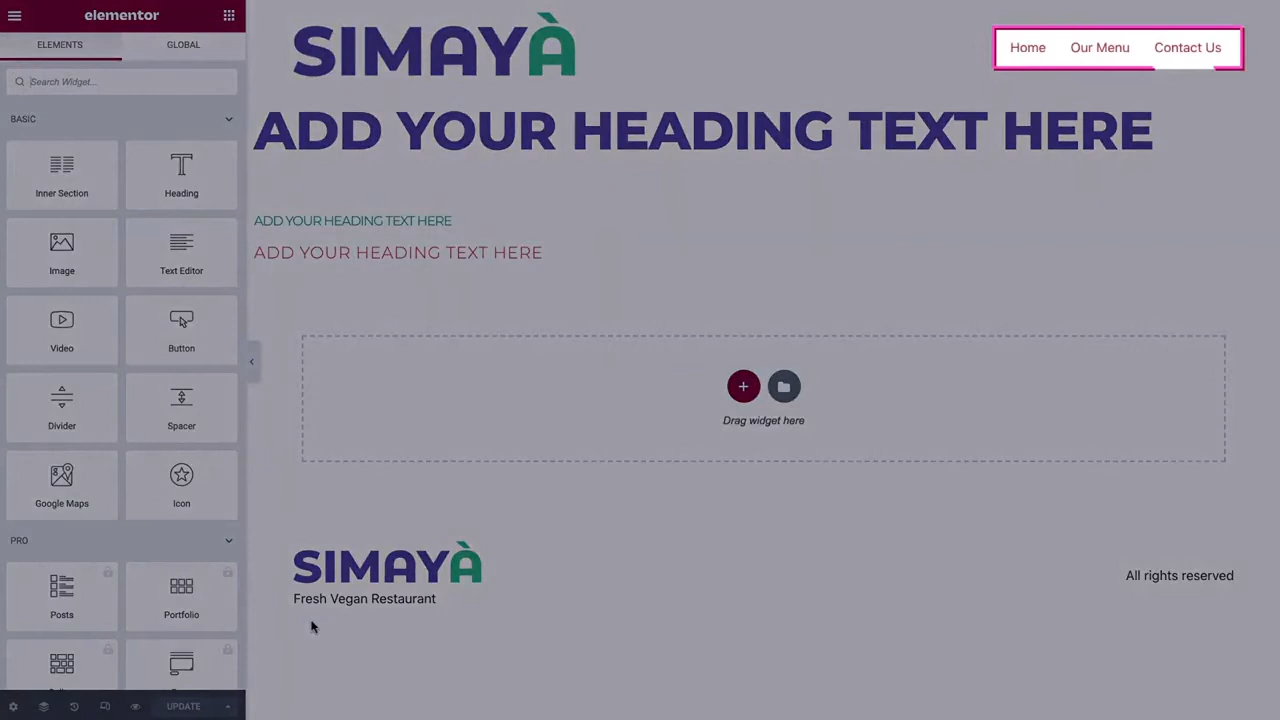 elementor
ELEMENTS
GLOBAL
Search Widget...
BASIC
Inner Section
Heading
Image
Text Editor
Video
Button
Divider
Spacer
Google Maps
Icon
PRO
Posts
Portfolio
UPDATE
SIMAYÀ
Home
Our Menu
Contact Us
ADD YOUR HEADING TEXT HERE
ADD YOUR HEADING TEXT HERE
ADD YOUR HEADING TEXT HERE
Drag widget here
SIMAYÀ
Fresh Vegan Restaurant
All rights reserved